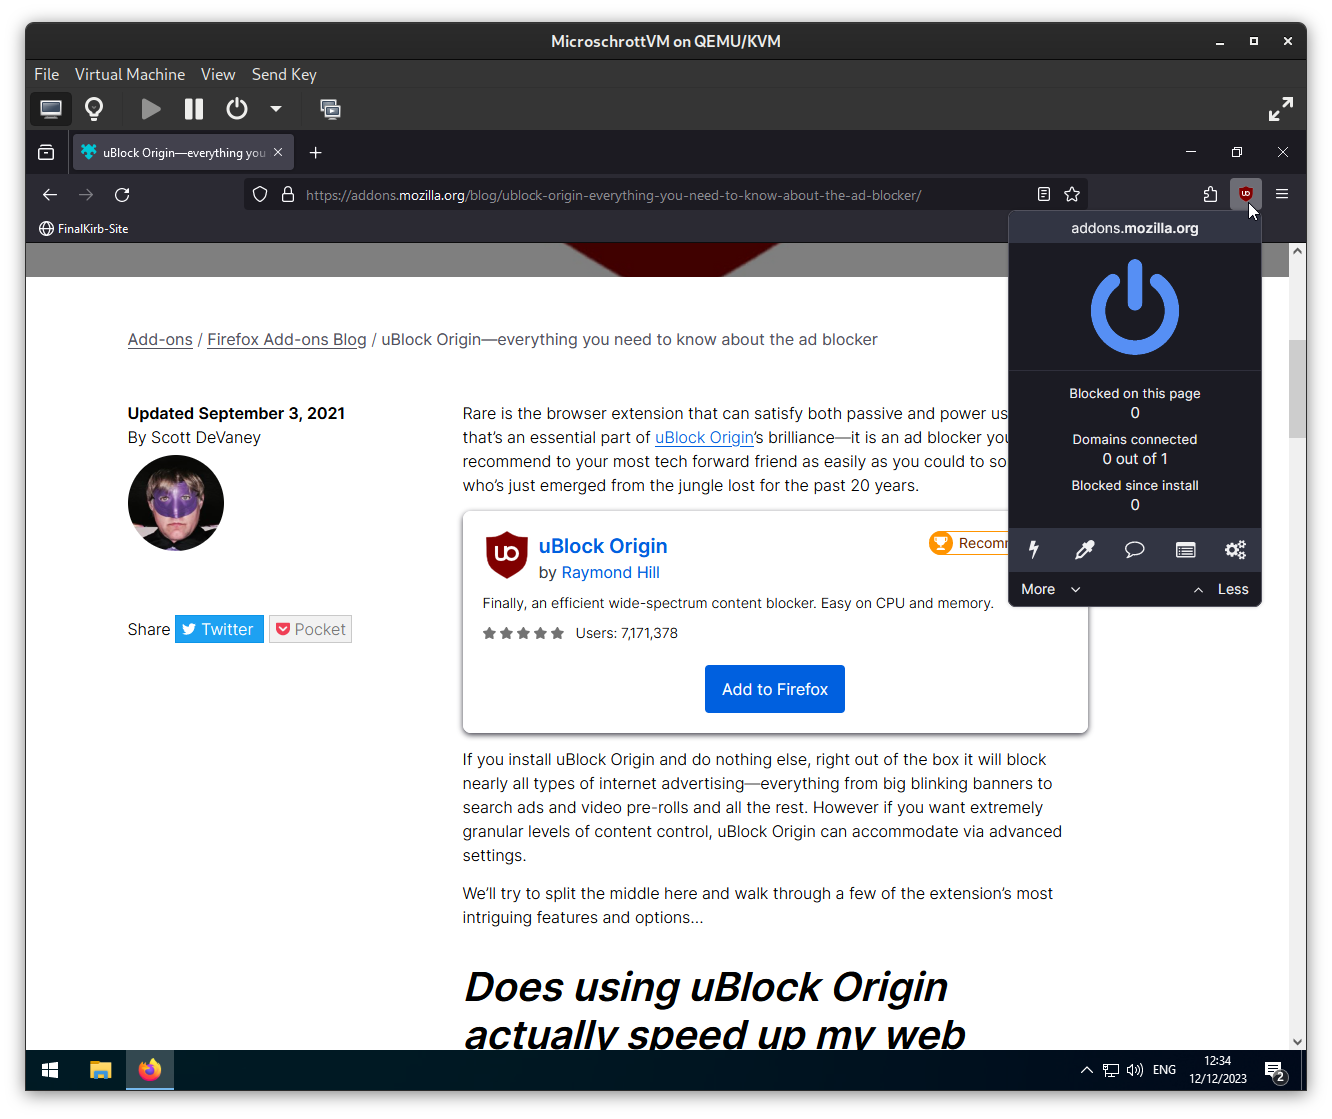 MicroschrottVM on QEMU/KVM
File Virtual Machine View Send Key
uBlock Origin—everything you
https://addons.mozilla.org/blog/ublock-origin-everything-you-need-to-know-about-the-ad-blocker/
FinalKirb-Site
Add-ons / Firefox Add-ons Blog / uBlock Origin—everything you need to know about the ad blocker
Updated September 3, 2021
By Scott DeVaney
Share Twitter Pocket
Rare is the browser extension that can satisfy both passive and power us
that's an essential part of uBlock Origin's brilliance—it is an ad blocker you
recommend to your most tech forward friend as easily as you could to so
who's just emerged from the jungle lost for the past 20 years.
uBlock Origin
by Raymond Hill
Recomm
Finally, an efficient wide-spectrum content blocker. Easy on CPU and memory.
Users: 7,171,378
Add to Firefox
If you install uBlock Origin and do nothing else, right out of the box it will block
nearly all types of internet advertising—everything from big blinking banners to
search ads and video pre-rolls and all the rest. However if you want extremely
granular levels of content control, uBlock Origin can accommodate via advanced
settings.
We'll try to split the middle here and walk through a few of the extension's most
intriguing features and options…
Does using uBlock Origin
actually speed up my web
addons.mozilla.org
Blocked on this page
0
Domains connected
0 out of 1
Blocked since install
0
More Less
ENG
12:34
12/12/2023
2